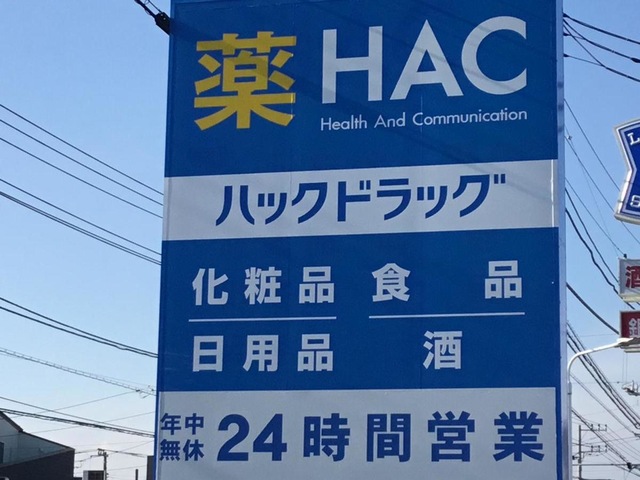 薬 HAC
Health And Communication
ハックドラッグ
化粧品 食品
日用品 酒
年中無休 24時間営業
酒